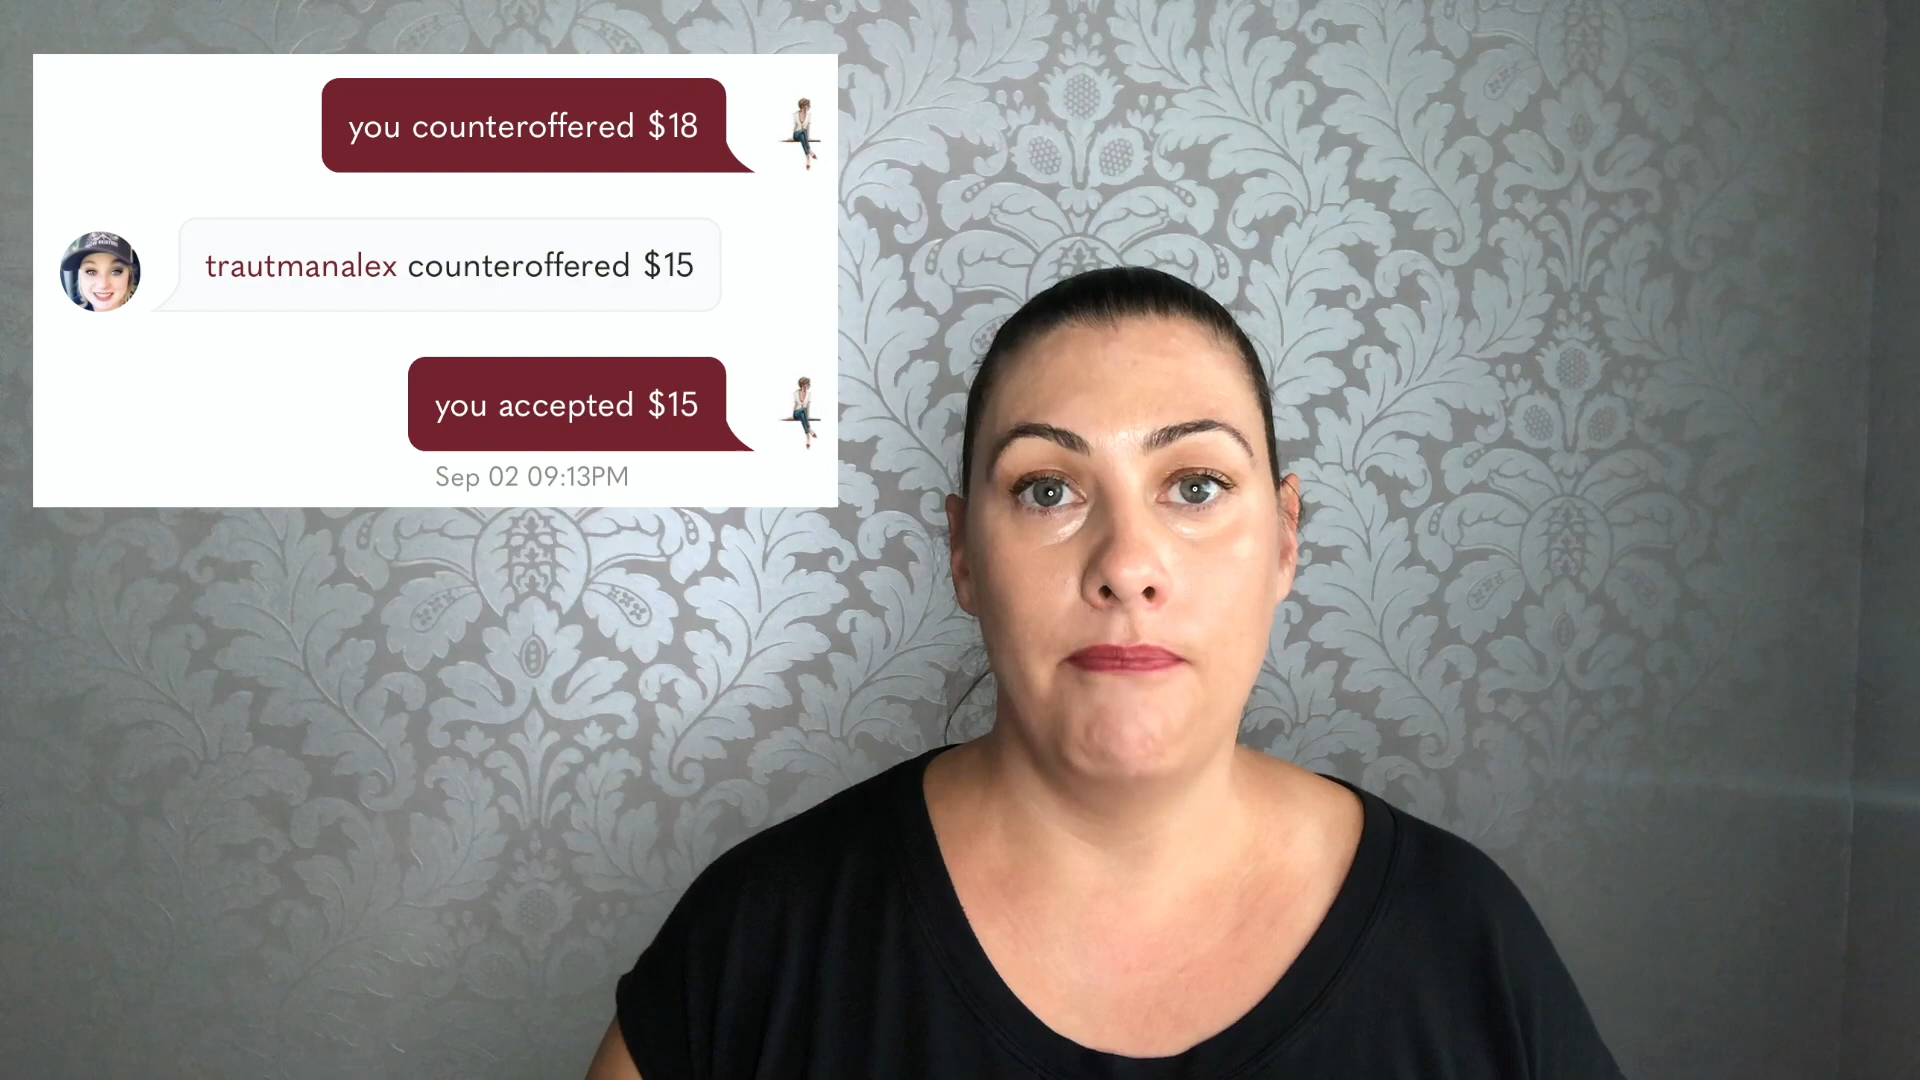 you counteroffered $18
trautmanalex counteroffered $15
you accepted $15
Sep 02 09:13PM